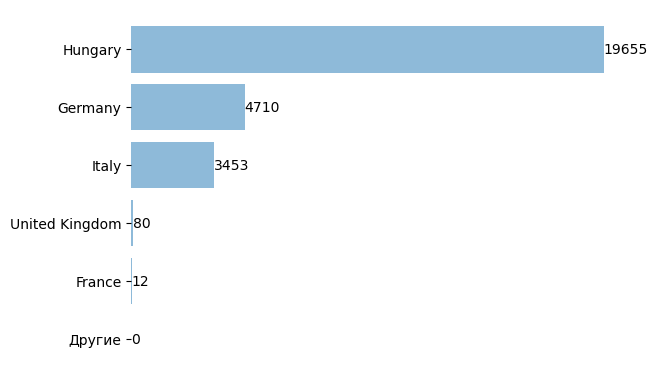 Hungary 19655
Germany 4710
Italy 3453
United Kingdom 80
France 12
Другие 0